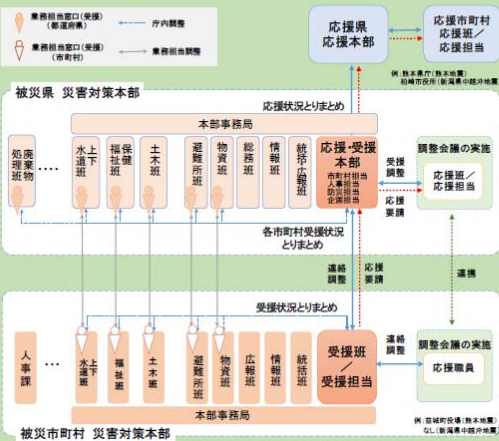 業務担当窓口(受援)
(都道府県)
庁内調整
業務担当窓口(受援)
(市町村)
業務担当調整
応援県
応援本部
応援市町村
応援班／
応援担当
例：熊本県庁(熊本地震)
柏崎市役所(新潟県中越沖地震)
被災県 災害対策本部
応援状況とりまとめ
本部事務局
廃棄物
処理班
…
上下
水道班
保健
福祉班
土木班
…
避難所班
物資班
総務班
情報班
統括・広報班
応援・受援
本部
市町村担当
人事担当
防災担当
企画担当
受援
調整
応援
要請
調整会議の実施
応援班／
応援担当
各市町村受援状況
とりまとめ
連絡
調整
応援
要請
連携
受援状況とりまとめ
人事課
…
上下
水道班
福祉班
土木班
…
避難所班
物資班
広報班
情報班
統括班
受援班
／
受援担当
連絡
調整
調整会議の実施
応援職員
本部事務局
例：益城町役場(熊本地震)
なし(新潟県中越沖地震)
被災市町村 災害対策本部